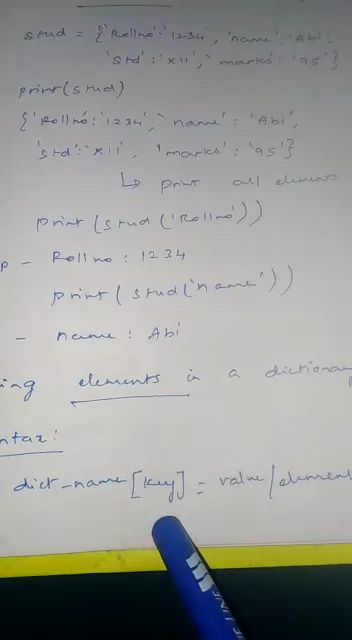 stud = {'Rollno':'1234', 'name':'Abi',
'std':'XII', 'marks':'95'}
print(stud)
{'Rollno':'1234', 'name':'Abi',
'std':'XII', 'marks':'95'}
↳ print all elements
print(stud('Rollno'))
p - Rollno: 1234
print(stud('name'))
- name: Abi
ing elements in a dictionary
ntax:
dict-name[key] = value/element